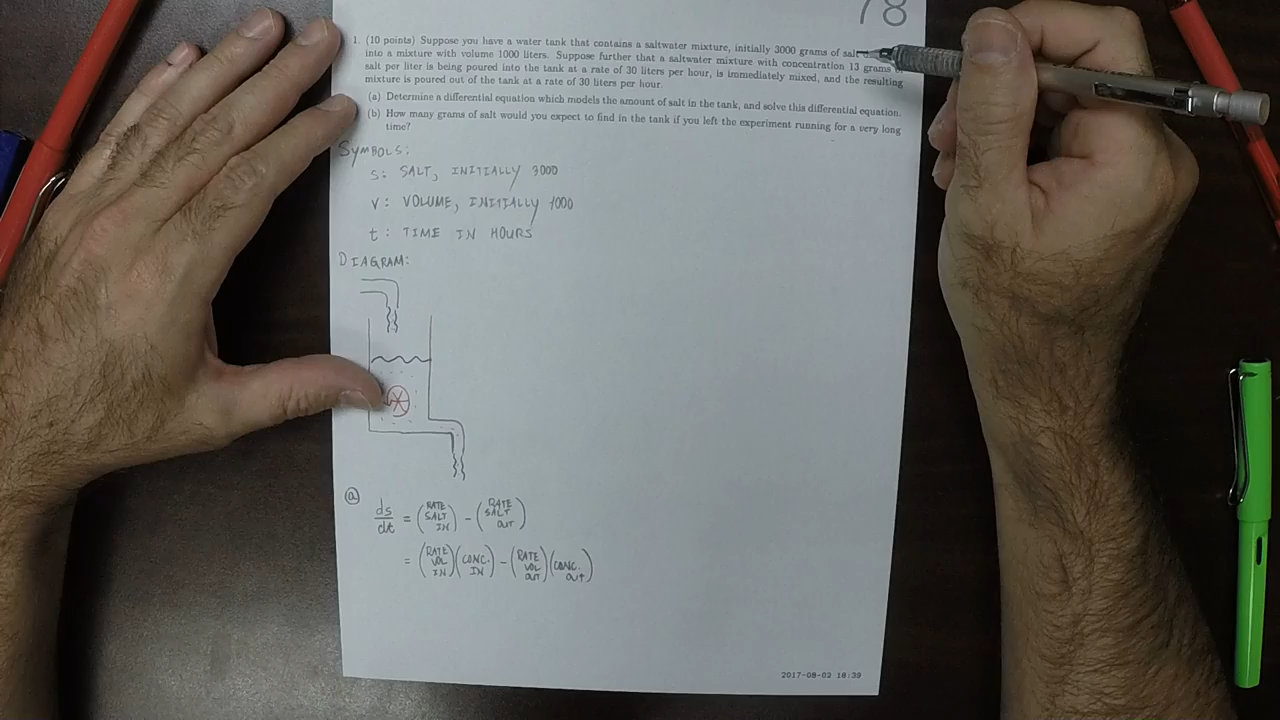 78
1. (10 points) Suppose you have a water tank that contains a saltwater mixture, initially 3000 grams of
into a mixture with volume 1000 liters. Suppose further that a saltwater mixture with concentration 13 grams
salt per liter is being poured into the tank at a rate of 30 liters per hour, is immediately mixed, and the resulting
mixture is poured out of the tank at a rate of 30 liters per hour.
(a) Determine a differential equation which models the amount of salt in the tank, and solve this differential equation.
(b) How many grams of salt would you expect to find in the tank if you left the experiment running for a very long
time?
SYMBOLS:
S: SALT, INITIALLY 3000
V: VOLUME, INITIALLY 1000
t: TIME IN HOURS
DIAGRAM:
(a)
ds/dt = (RATE SALT IN) - (RATE SALT OUT)
= (RATE VOL IN)(CONC. IN) - (RATE VOL OUT)(CONC. OUT)
2017-08-02 18:39